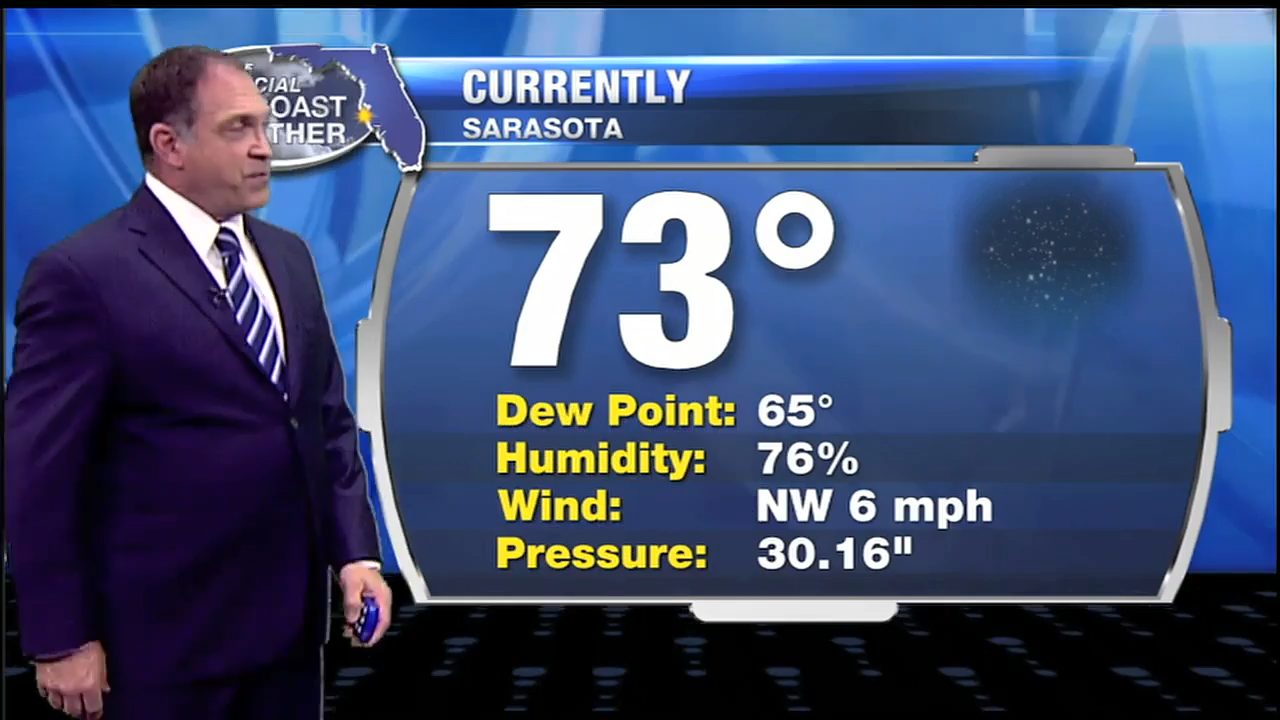 CURRENTLY
SARASOTA
73°
Dew Point: 65°
Humidity: 76%
Wind: NW 6 mph
Pressure: 30.16"